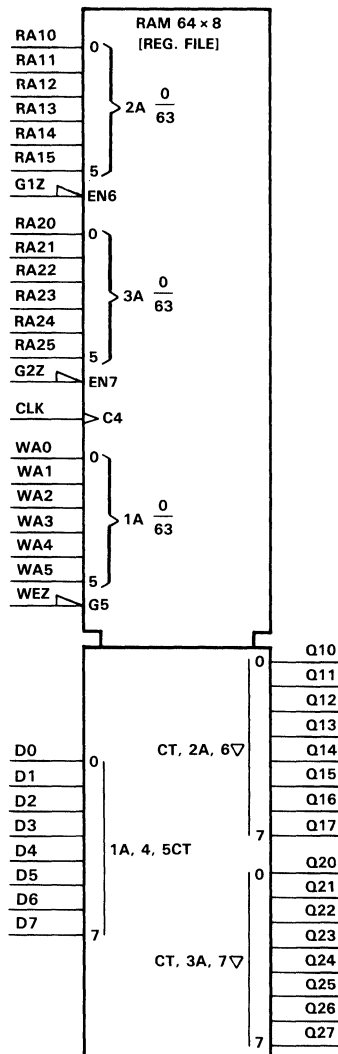 RAM 64 × 8
[REG. FILE]
RA10
0
RA11
RA12
RA13
2A 0/63
RA14
RA15
5
G1Z
EN6
RA20
0
RA21
RA22
RA23
3A 0/63
RA24
RA25
5
G2Z
EN7
CLK
C4
WA0
0
WA1
WA2
WA3
1A 0/63
WA4
WA5
5
WEZ
G5
D0
0
D1
D2
D3
D4
1A, 4, 5CT
D5
D6
D7
7
0
Q10
Q11
Q12
Q13
CT, 2A, 6▽
Q14
Q15
Q16
7
Q17
0
Q20
Q21
Q22
Q23
CT, 3A, 7▽
Q24
Q25
Q26
7
Q27